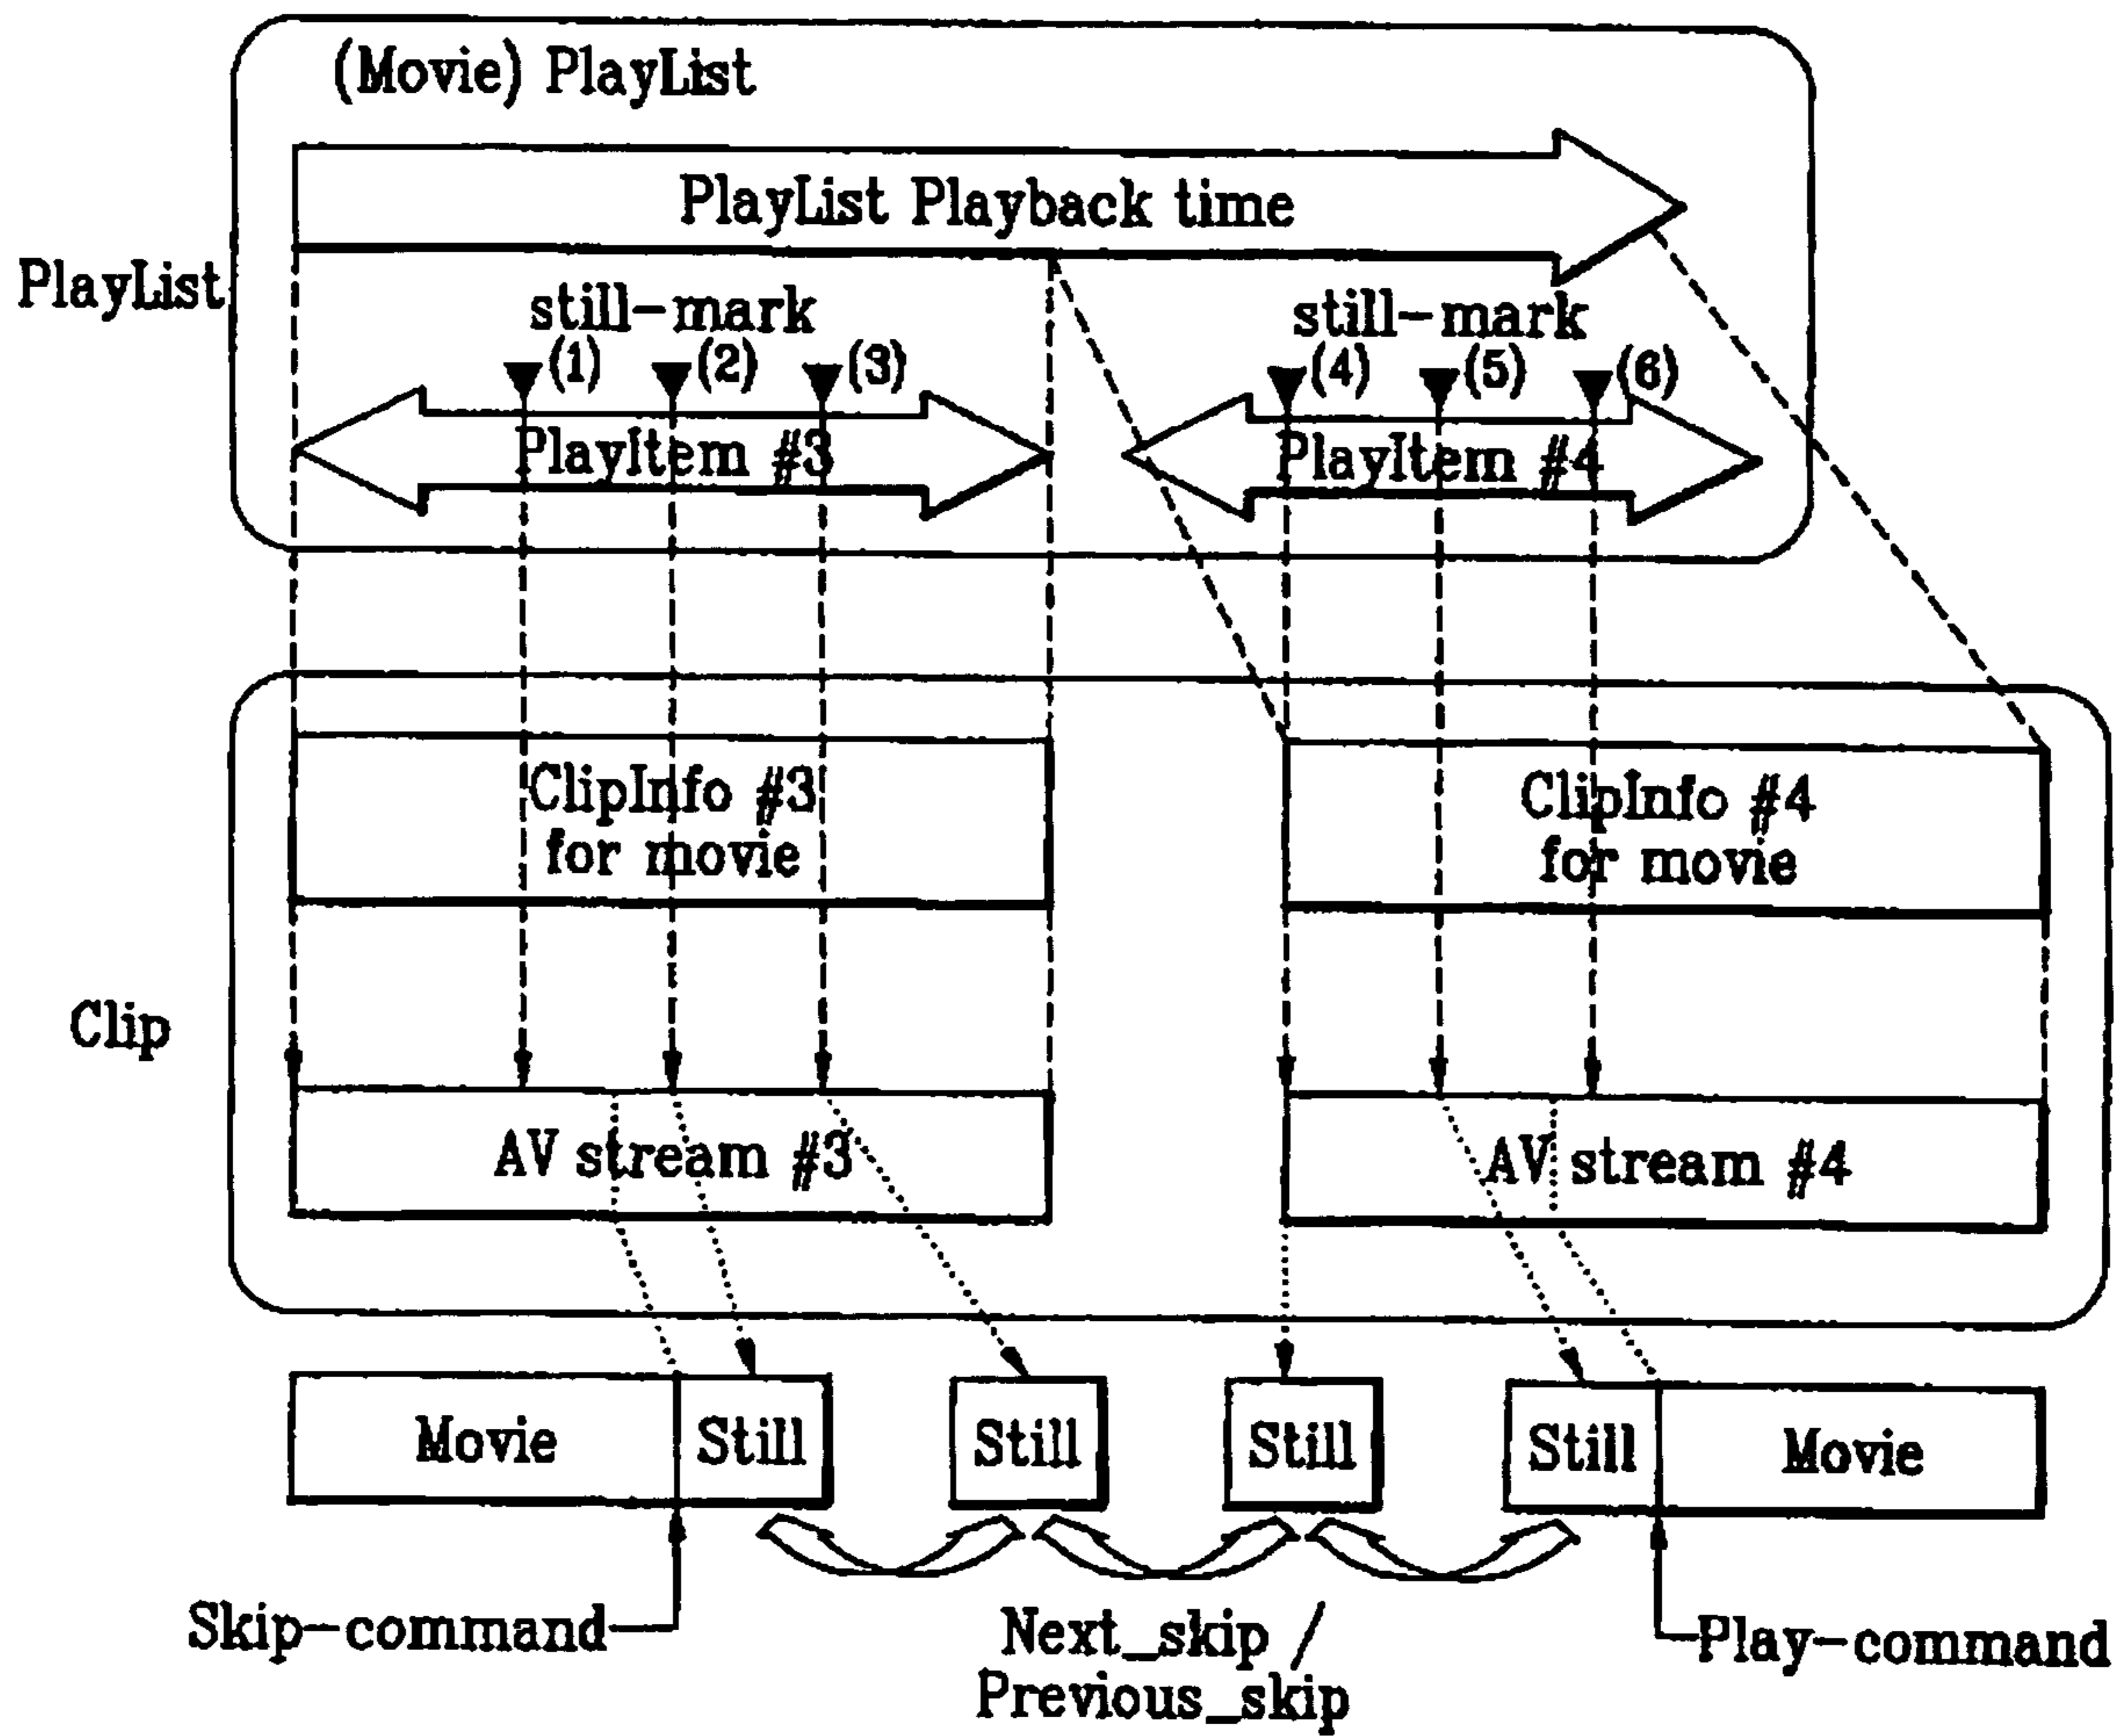 (Movie) PlayList
PlayList Playback time
PlayList
still-mark
still-mark
(1)
(2)
(3)
(4)
(5)
(6)
PlayItem #3
PlayItem #4
ClipInfo #3
for movie
ClipInfo #4
for movie
Clip
AV stream #3
AV stream #4
Movie
Still
Still
Still
Still
Movie
Skip-command
Next_skip /
Previous_skip
Play-command